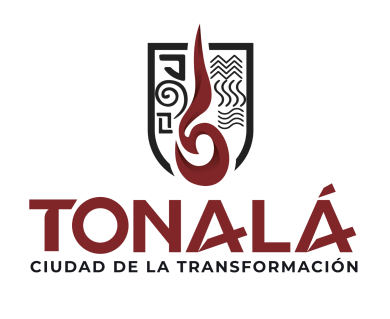 TONALÁ
CIUDAD DE LA TRANSFORMACIÓN